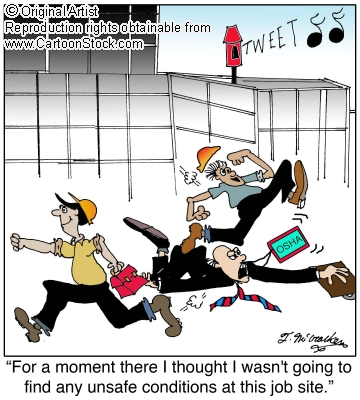 © Original Artist
Reproduction rights obtainable from
www.CartoonStock.com
TWEET
OSHA
"For a moment there I thought I wasn't going to
find any unsafe conditions at this job site."